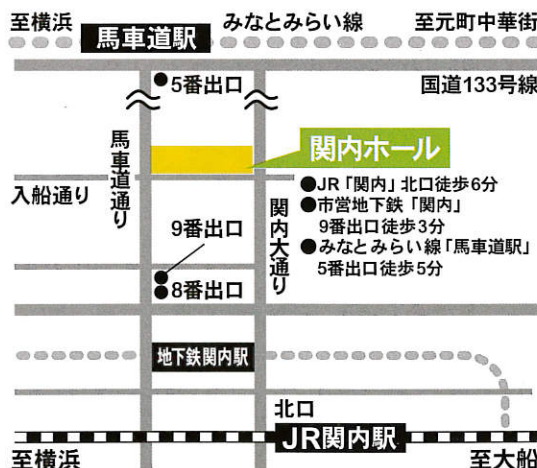 至横浜
馬車道駅
みなとみらい線
至元町中華街
5番出口
国道133号線
馬車道通り
関内ホール
入船通り
●JR「関内」北口徒歩6分
●市営地下鉄「関内」
9番出口徒歩3分
●みなとみらい線「馬車道駅」
5番出口徒歩5分
関内大通り
9番出口
8番出口
地下鉄関内駅
北口
JR関内駅
至横浜
至大船